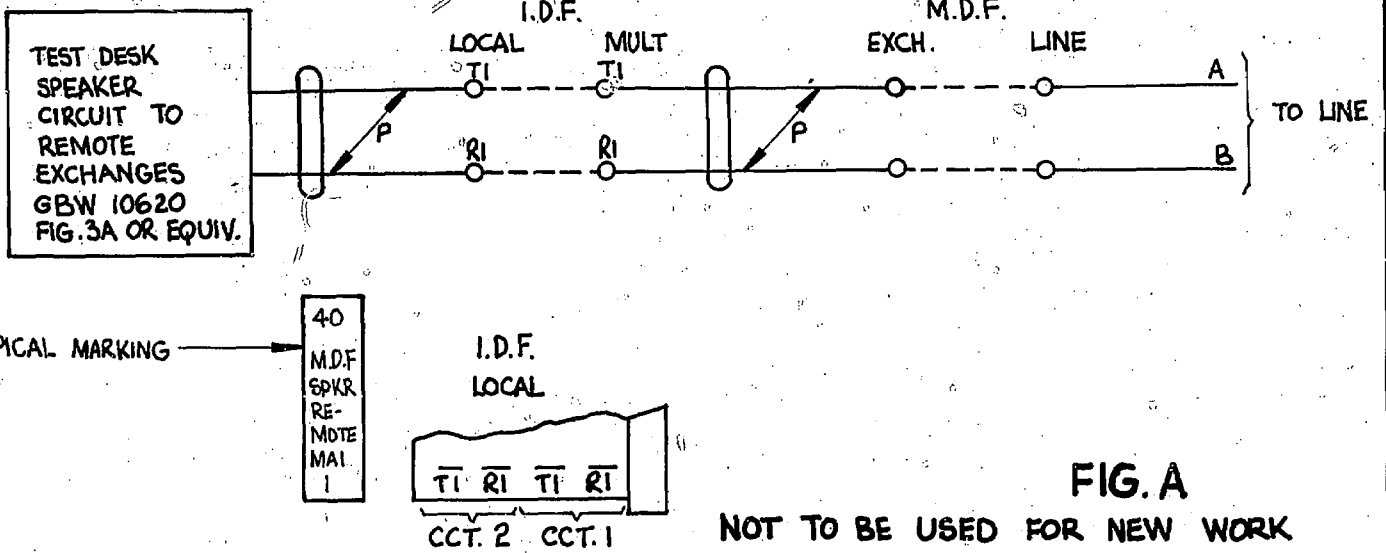 I.D.F.
M.D.F.
TEST DESK
SPEAKER
CIRCUIT TO
REMOTE
EXCHANGES
GBW 10620
FIG.3A OR EQUIV.
LOCAL
MULT
EXCH.
LINE
T1
T1
A
P
P
TO LINE
R1
R1
B
PICAL MARKING
40
M.D.F
SPKR
RE-
MOTE
MAI
1
I.D.F.
LOCAL
T1 R1 T1 R1
CCT. 2 CCT. 1
FIG. A
NOT TO BE USED FOR NEW WORK